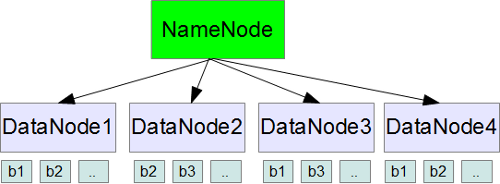 NameNode
DataNode1 DataNode2 DataNode3 DataNode4
b1 b2 .. b2 b3 .. b1 b3 .. b1 b2 ..